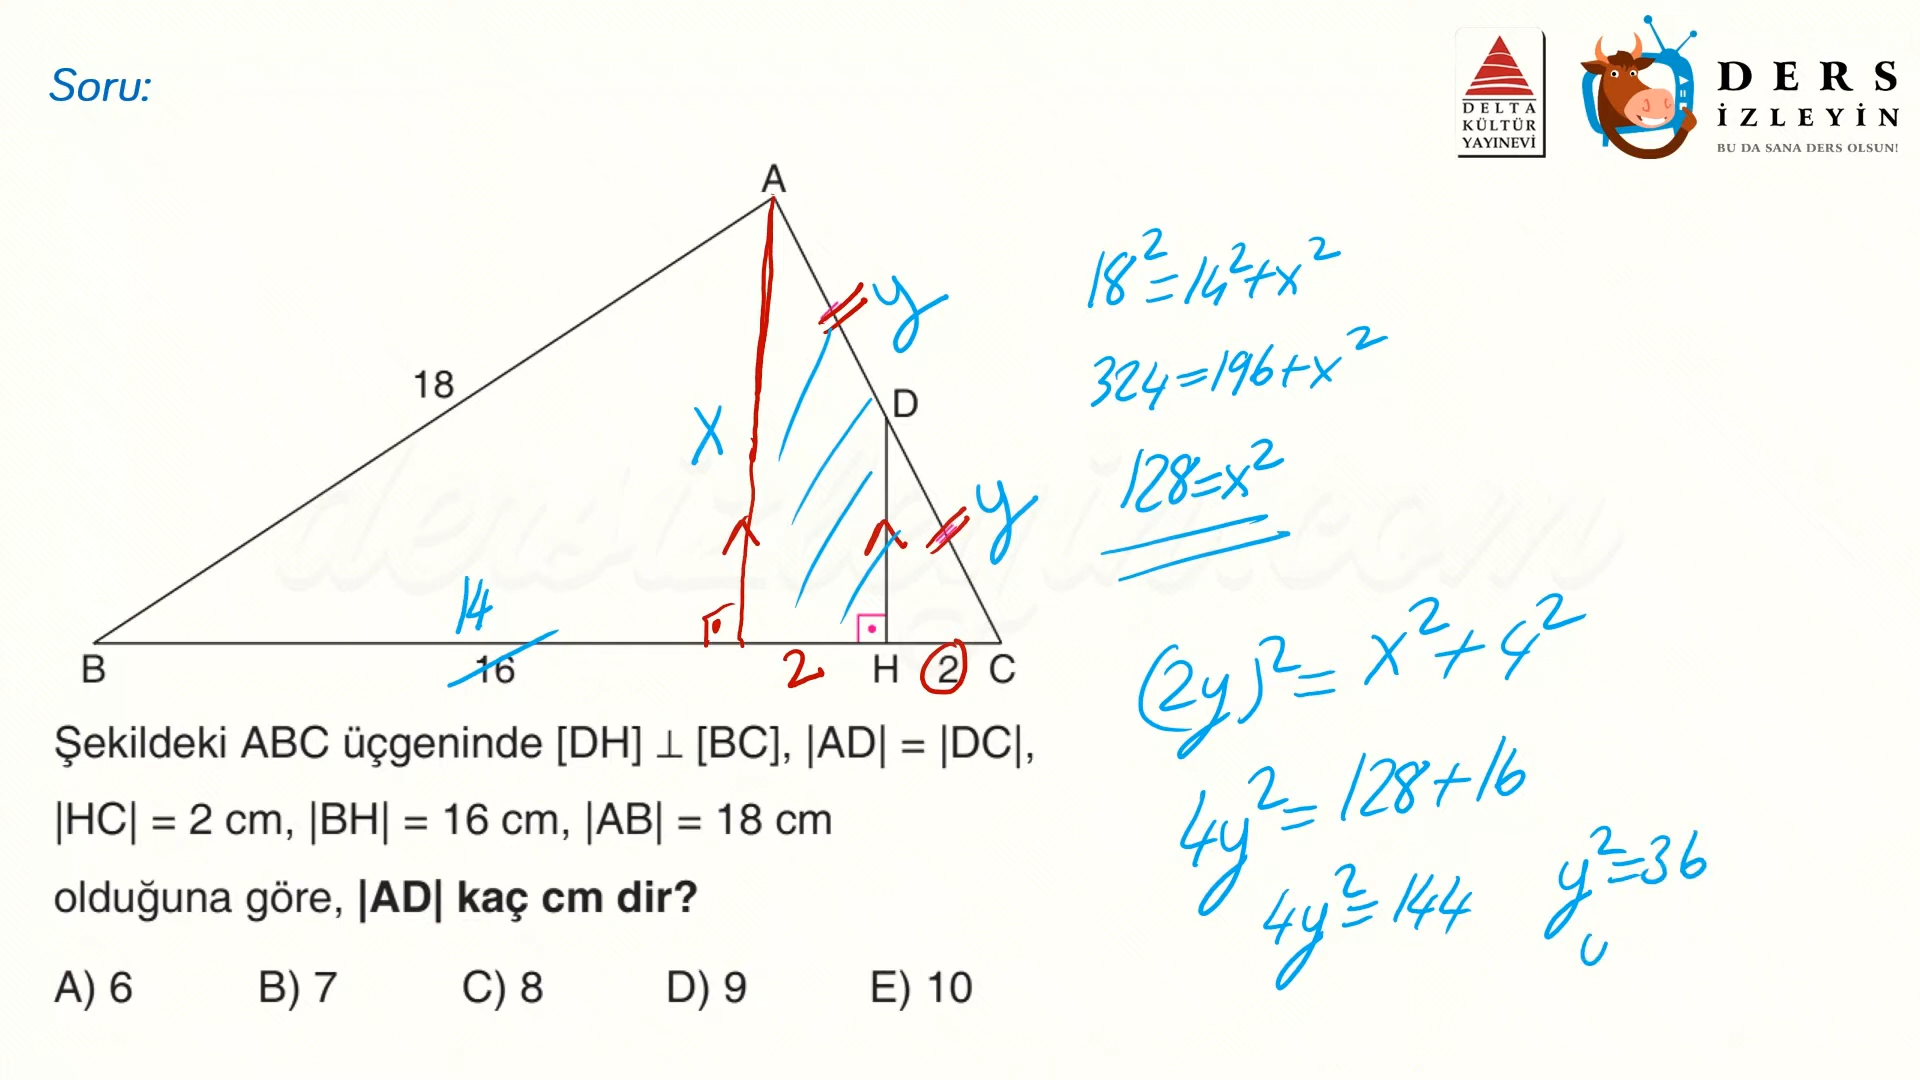 Soru:
DELTA
KÜLTÜR
YAYINEVİ
DERS
İZLEYİN
BU DA SANA DERS OLSUN!
A
18
D
X
y
y
14
16
B
2
H
2
C
18² = 14² + x²
324 = 196 + x²
128 = x²
(2y)² = x² + 4²
4y² = 128 + 16
4y² = 144
y² = 36
Şekildeki ABC üçgeninde [DH] ⊥ [BC], |AD| = |DC|,
|HC| = 2 cm, |BH| = 16 cm, |AB| = 18 cm
olduğuna göre, |AD| kaç cm dir?
A) 6 B) 7 C) 8 D) 9 E) 10
dersizleyin.com